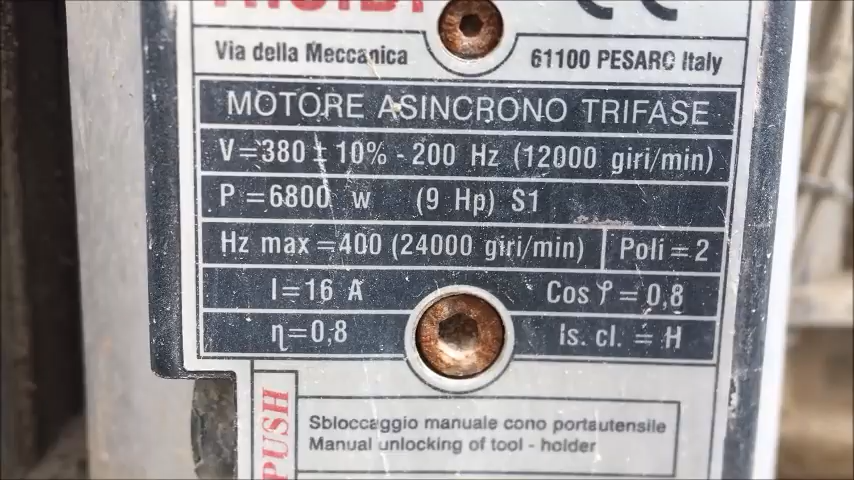 Via della Meccanica 61100 PESARO Italy
MOTORE ASINCRONO TRIFASE
V=380 ± 10% - 200 Hz (12000 giri/min)
P =6800 w (9 Hp) S1
Hz max =400 (24000 giri/min) Poli =2
I=16 A Cos φ = 0,8
η=0,8 is. cl. = H
PUSH
Sbloccaggio manuale cono portautensile
Manual unlocking of tool - holder